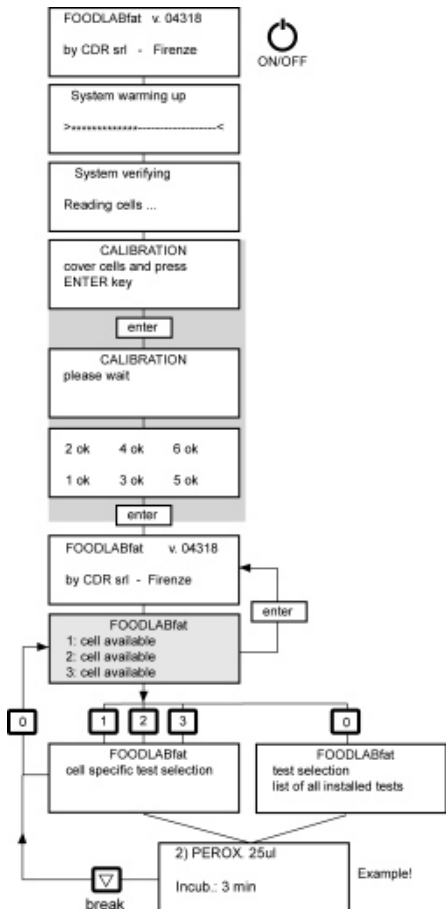 FOODLABfat v. 04318
by CDR srl - Firenze
ON/OFF
System warming up
>*************--------------------<
System verifying
Reading cells ...
CALIBRATION
cover cells and press
ENTER key
enter
CALIBRATION
please wait
2 ok 4 ok 6 ok
1 ok 3 ok 5 ok
enter
FOODLABfat v. 04318
by CDR srl - Firenze
enter
FOODLABfat
1: cell available
2: cell available
3: cell available
0 1 2 3 0
FOODLABfat
cell specific test selection
FOODLABfat
test selection
list of all installed tests
2) PEROX. 25ul
Incub.: 3 min
Example!
break